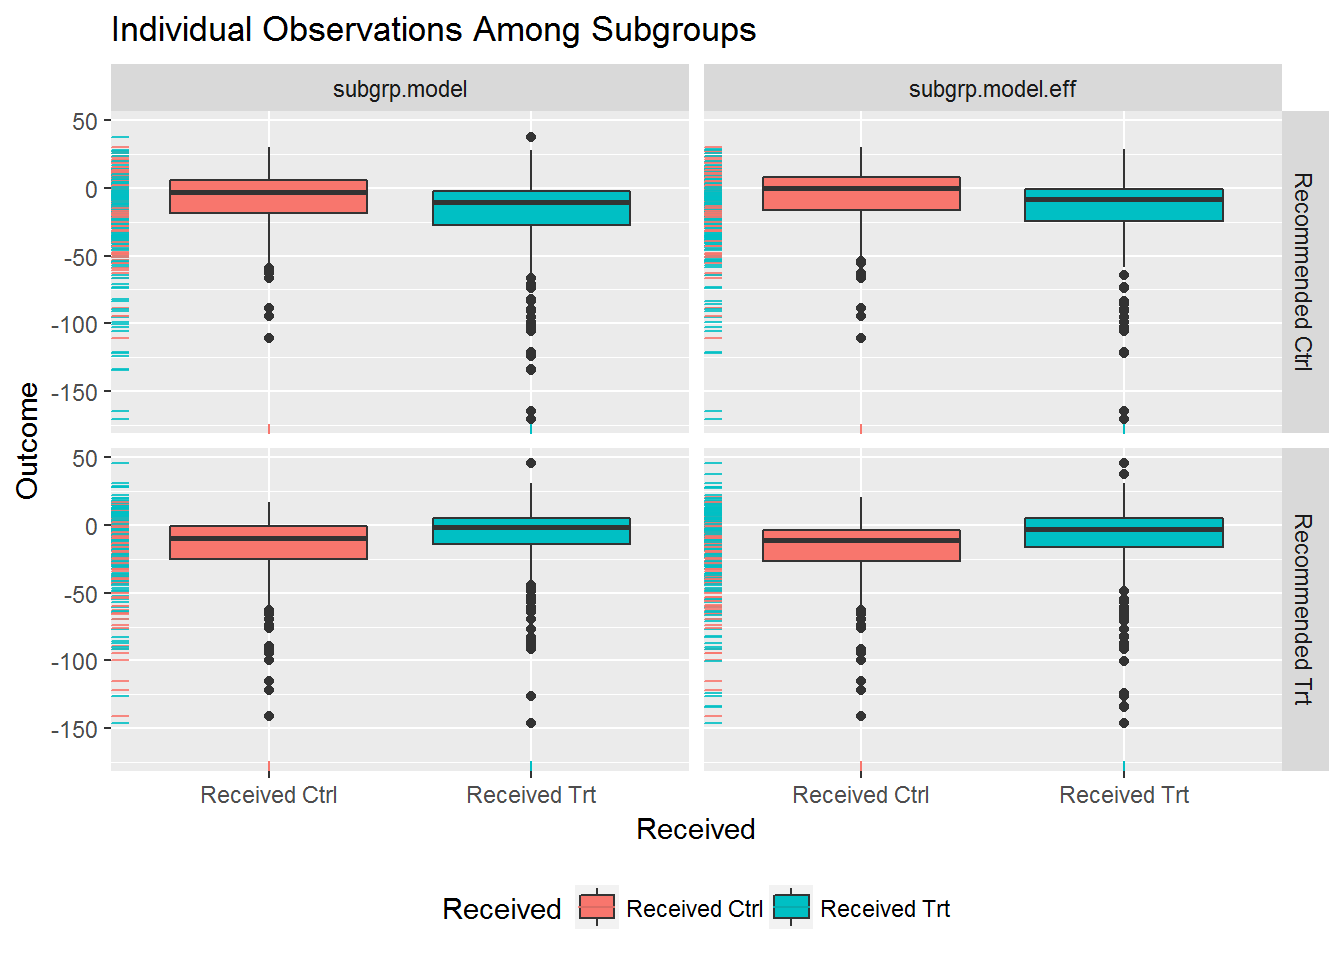 Individual Observations Among Subgroups
subgrp.model
subgrp.model.eff
50
0
-50
-100
-150
Recommended Ctrl
50
0
-50
-100
-150
Recommended Trt
Outcome
Received Ctrl
Received Trt
Received Ctrl
Received Trt
Received
Received
Received Ctrl
Received Trt